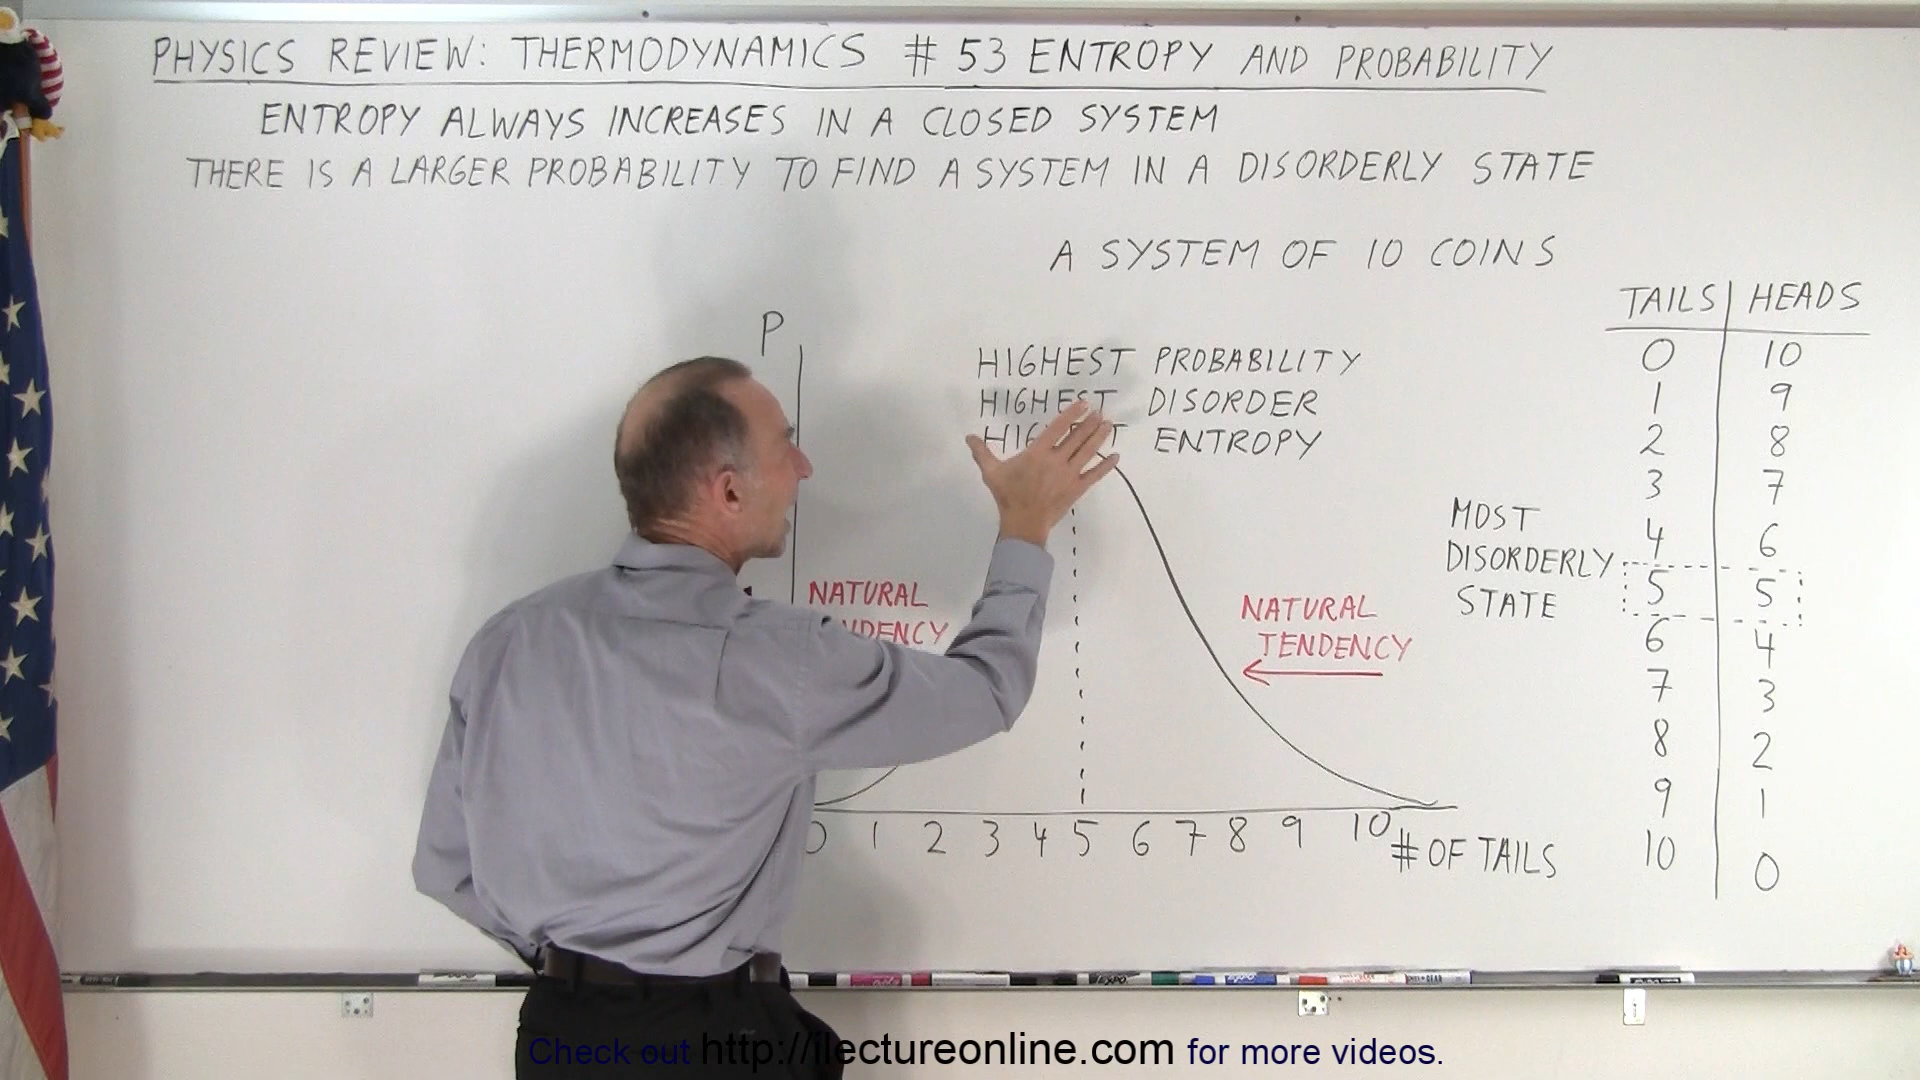 PHYSICS REVIEW: THERMODYNAMICS # 53 ENTROPY AND PROBABILITY
ENTROPY ALWAYS INCREASES IN A CLOSED SYSTEM
THERE IS A LARGER PROBABILITY TO FIND A SYSTEM IN A DISORDERLY STATE
A SYSTEM OF 10 COINS
P
HIGHEST PROBABILITY
HIGHEST DISORDER
ENTROPY
NATURAL
NATURAL
TENDENCY
0 1 2 3 4 5 6 7 8 9 10
# OF TAILS
MOST
DISORDERLY
STATE
TAILS HEADS
0 10
1 9
2 8
3 7
4 6
5 5
6 4
7 3
8 2
9 1
10 0
Check out http://ilectureonline.com for more videos.